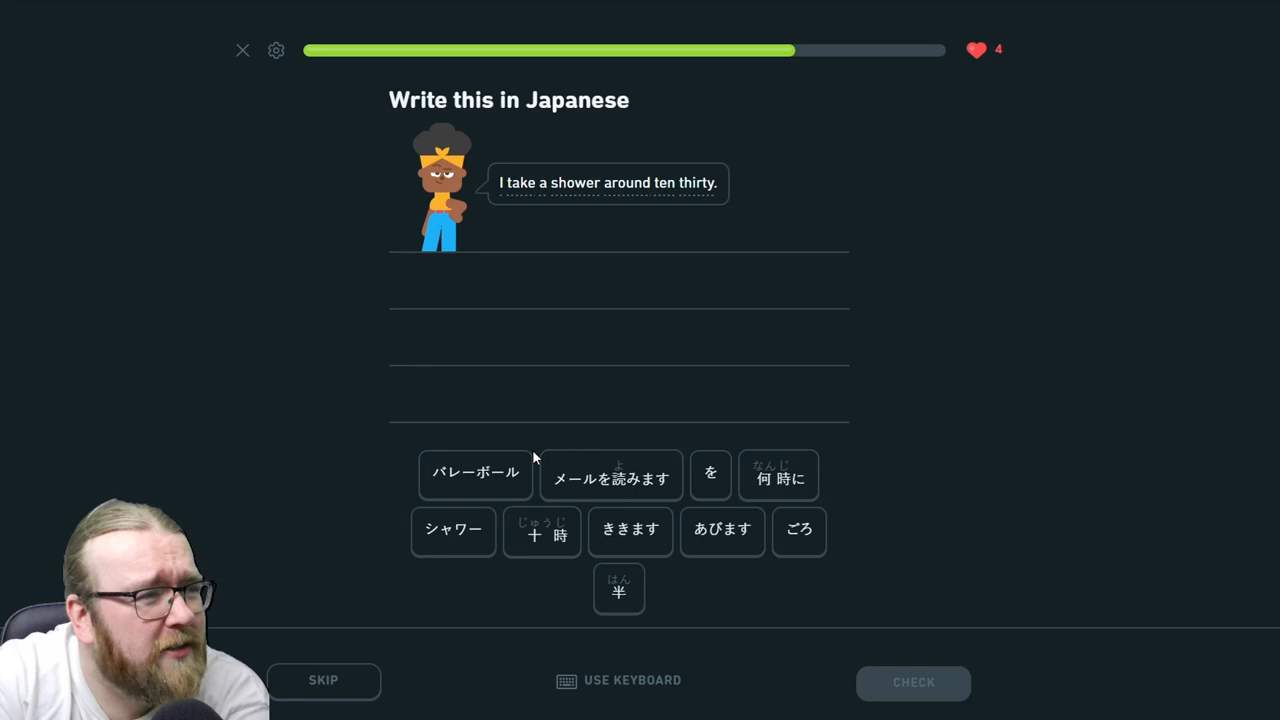 4
Write this in Japanese
I take a shower around ten thirty.
バレーボール
よ
メールを読みます
を
なんじ
何時に
シャワー
じゅうじ
十時
ききます
あびます
ごろ
はん
半
SKIP
USE KEYBOARD
CHECK